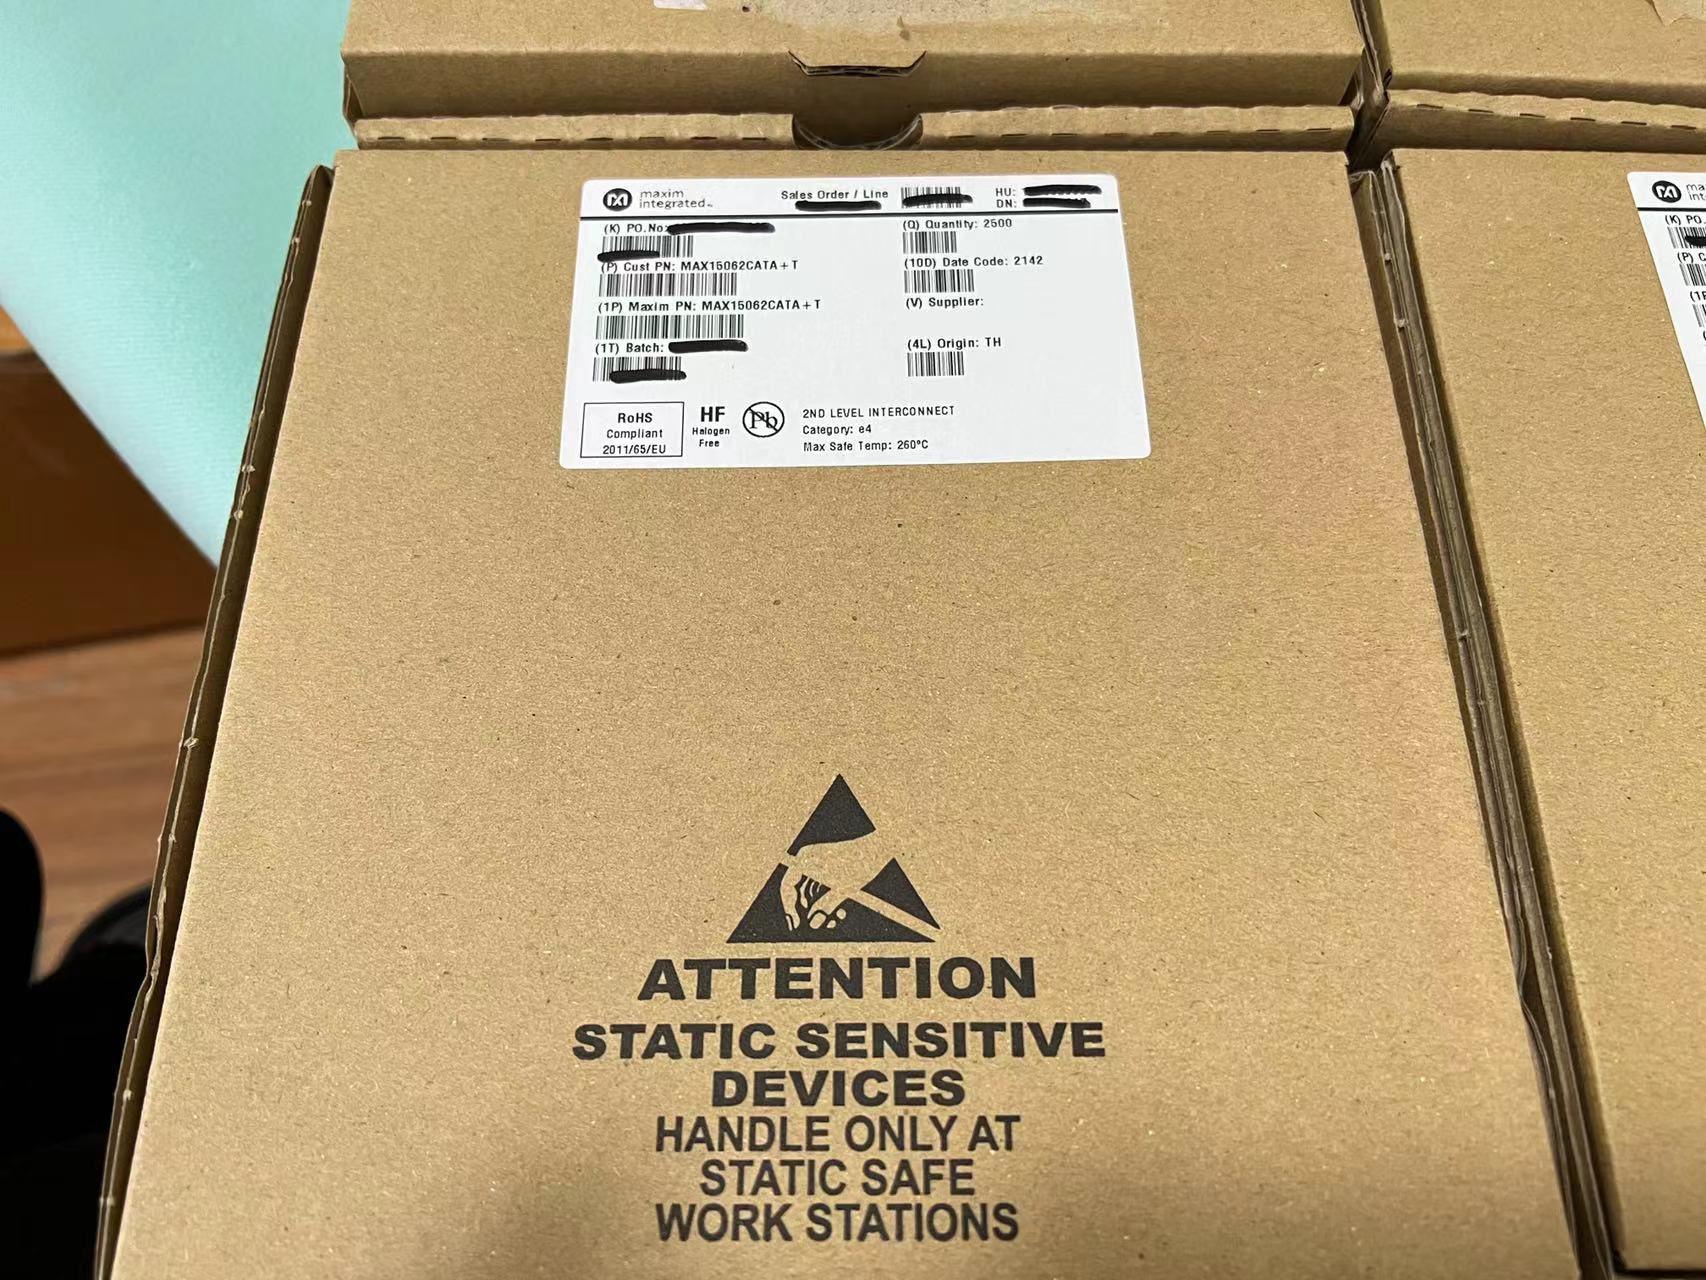 maxim
integrated™
Sales Order / Line
HU:
DN:
(K) PO.No:
(Q) Quantity: 2500
(P) Cust PN: MAX15062CATA+T
(10D) Date Code: 2142
(1P) Maxim PN: MAX15062CATA+T
(V) Supplier:
(1T) Batch:
(4L) Origin: TH
RoHS
Compliant
2011/65/EU
HF
Halogen
Free
Pb
2ND LEVEL INTERCONNECT
Category: e4
Max Safe Temp: 260°C
ATTENTION
STATIC SENSITIVE
DEVICES
HANDLE ONLY AT
STATIC SAFE
WORK STATIONS
(K) PO.
(P)